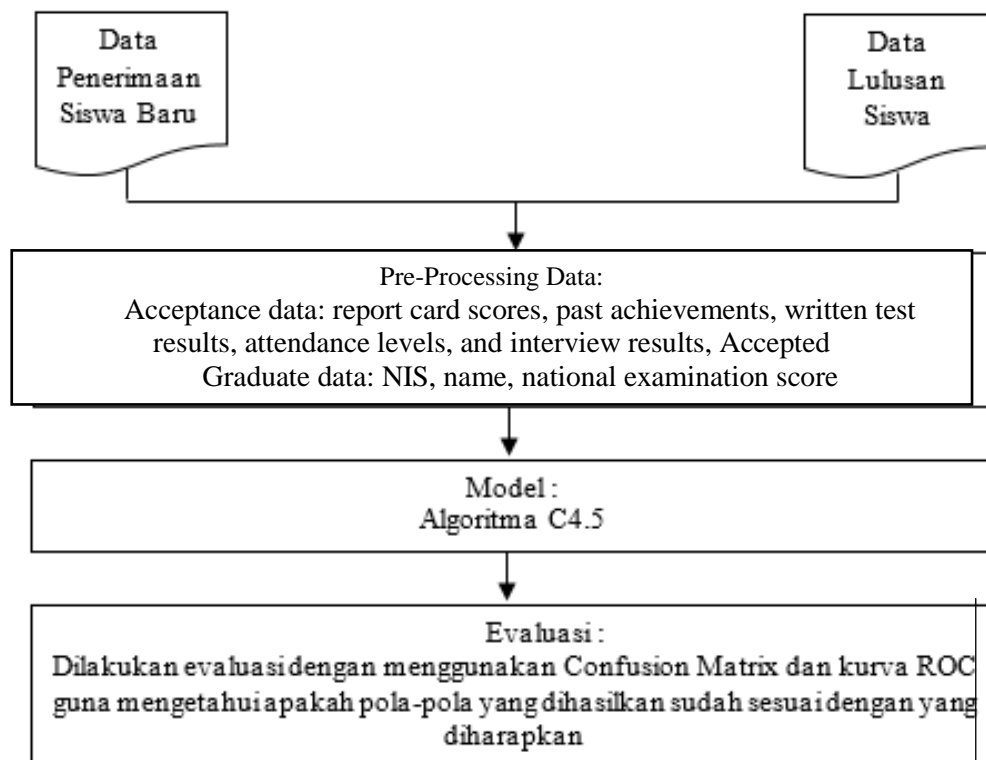 Data
Penerimaan
Siswa Baru
Data
Lulusan
Siswa
Pre-Processing Data:
Acceptance data: report card scores, past achievements, written test
results, attendance levels, and interview results, Accepted
Graduate data: NIS, name, national examination score
Model :
Algoritma C4.5
Evaluasi :
Dilakukan evaluasi dengan menggunakan Confusion Matrix dan kurva ROC
guna mengetahui apakah pola-pola yang dihasilkan sudah sesuai dengan yang
diharapkan